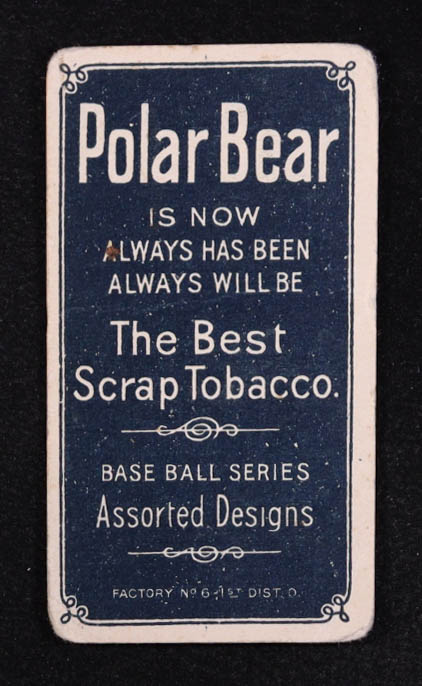 Polar Bear
IS NOW
ALWAYS HAS BEEN
ALWAYS WILL BE
The Best
Scrap Tobacco.
BASE BALL SERIES
Assorted Designs
FACTORY Nº 6-1ST DIST. O.